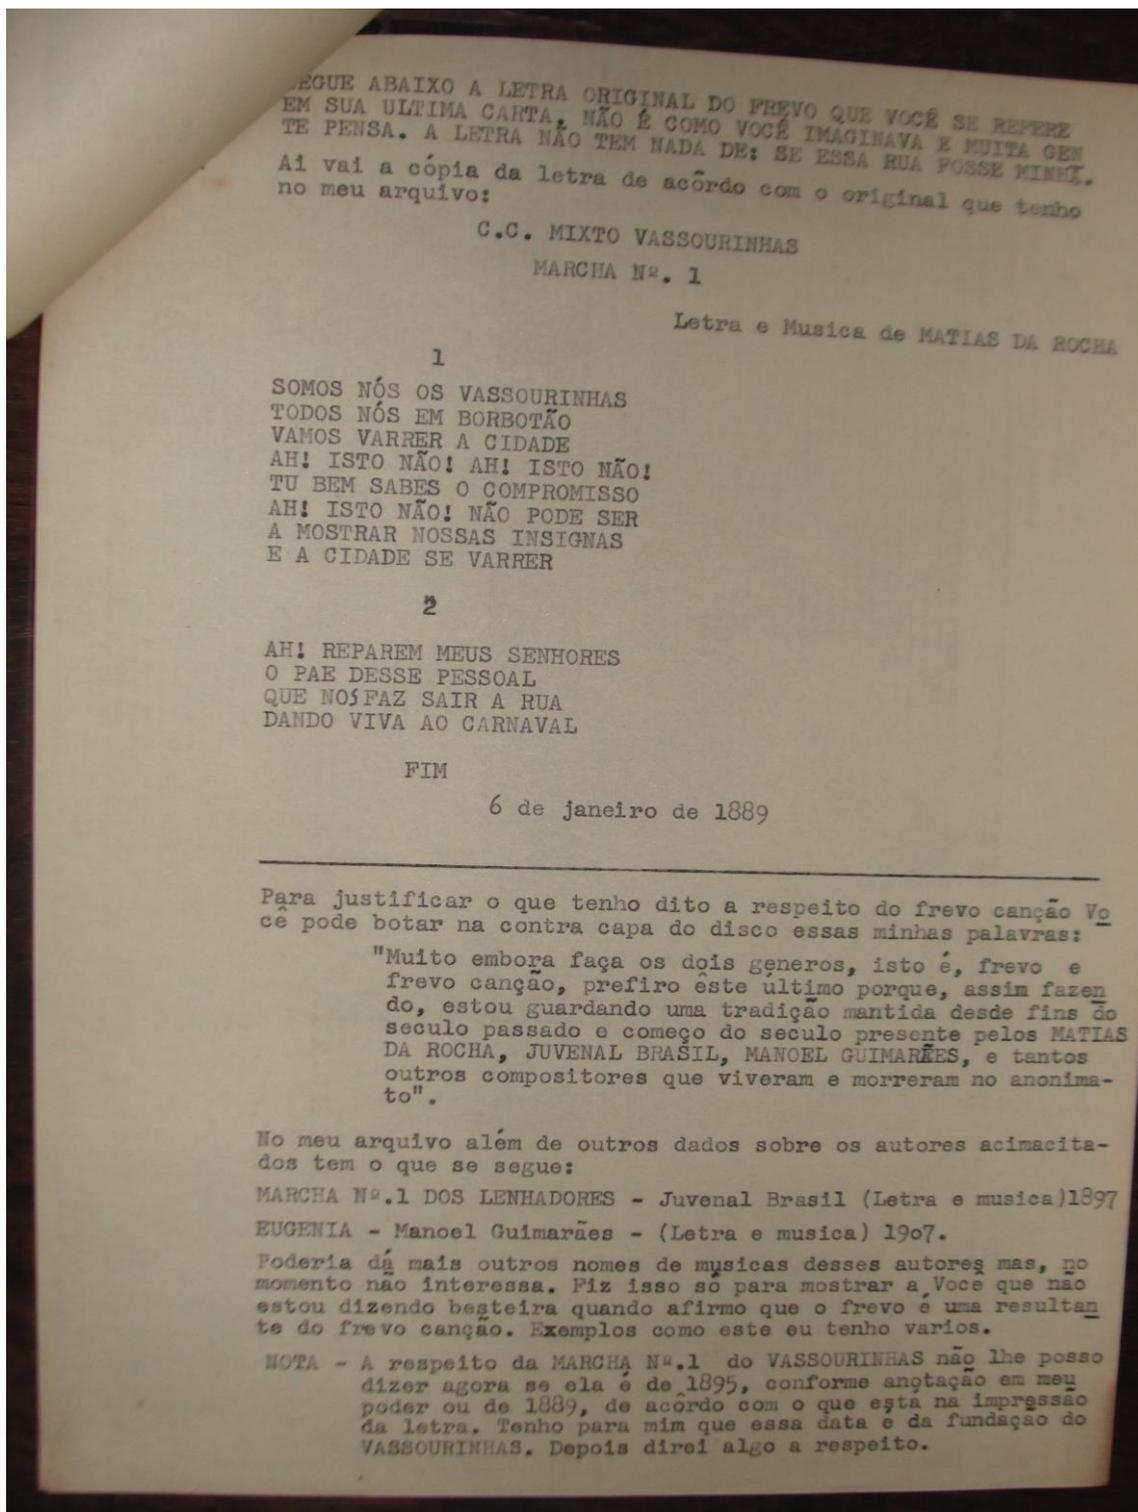 SEGUE ABAIXO A LETRA ORIGINAL DO FREVO QUE VOCÊ SE REFERE
EM SUA ULTIMA CARTA, NÃO É COMO VOCÊ IMAGINAVA E MUITA GEN
TE PENSA. A LETRA NÃO TEM NADA DE: SE ESSA RUA FOSSE MINHA.
Ai vai a cópia da letra de acôrdo com o original que tenho
no meu arquivo:
C.C. MIXTO VASSOURINHAS
MARCHA Nº. 1
Letra e Musica de MATIAS DA ROCHA
1
SOMOS NÓS OS VASSOURINHAS
TODOS NÓS EM BORBOTÃO
VAMOS VARRER A CIDADE
AH! ISTO NÃO! AH! ISTO NÃO!
TU BEM SABES O COMPROMISSO
AH! ISTO NÃO! NÃO PODE SER
A MOSTRAR NOSSAS INSIGNAS
E A CIDADE SE VARRER
2
AH! REPAREM MEUS SENHORES
O PAE DESSE PESSOAL
QUE NOS FAZ SAIR A RUA
DANDO VIVA AO CARNAVAL
FIM
6 de janeiro de 1889
Para justificar o que tenho dito a respeito do frevo canção Vo
cê pode botar na contra capa do disco essas minhas palavras:
"Muito embora faça os dois generos, isto é, frevo e
frevo canção, prefiro êste último porque, assim fazen
do, estou guardando uma tradição mantida desde fins do
seculo passado e começo do seculo presente pelos MATIAS
DA ROCHA, JUVENAL BRASIL, MANOEL GUIMARÃES, e tantos
outros compositores que viveram e morreram no anonima-
to".
No meu arquivo além de outros dados sobre os autores acimacita-
dos tem o que se segue:
MARCHA Nº.1 DOS LENHADORES - Juvenal Brasil (Letra e musica)1897
EUGENIA - Manoel Guimarães - (Letra e musica) 19o7.
Poderia dá mais outros nomes de musicas desses autores mas, no
momento não interessa. Fiz isso só para mostrar a Você que não
estou dizendo besteira quando afirmo que o frevo é uma resultan
te do frevo canção. Exemplos como este eu tenho varios.
NOTA - A respeito da MARCHA Nº.1 do VASSOURINHAS não lhe posso
dizer agora se ela é de 1895, conforme anotação em meu
poder ou de 1889, de acôrdo com o que está na impressão
da letra. Tenho para mim que essa data e da fundação do
VASSOURINHAS. Depois direi algo a respeito.